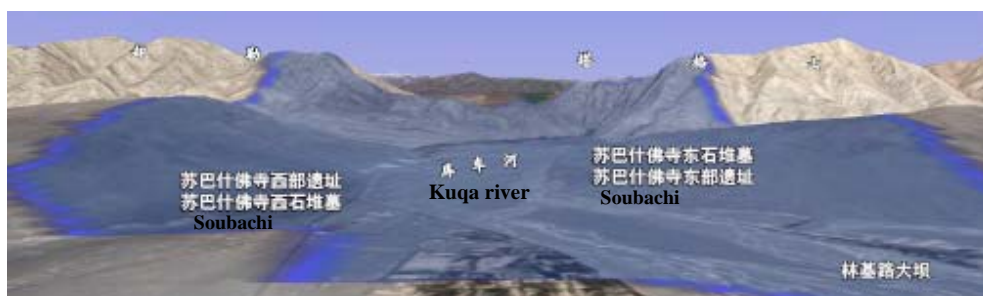 却 勒 塔 格 山
库 车 河
Kuqa river
苏巴什佛寺西部遗址
苏巴什佛寺西石堆墓
Soubachi
苏巴什佛寺东石堆墓
苏巴什佛寺东部遗址
Soubachi
林基路大坝